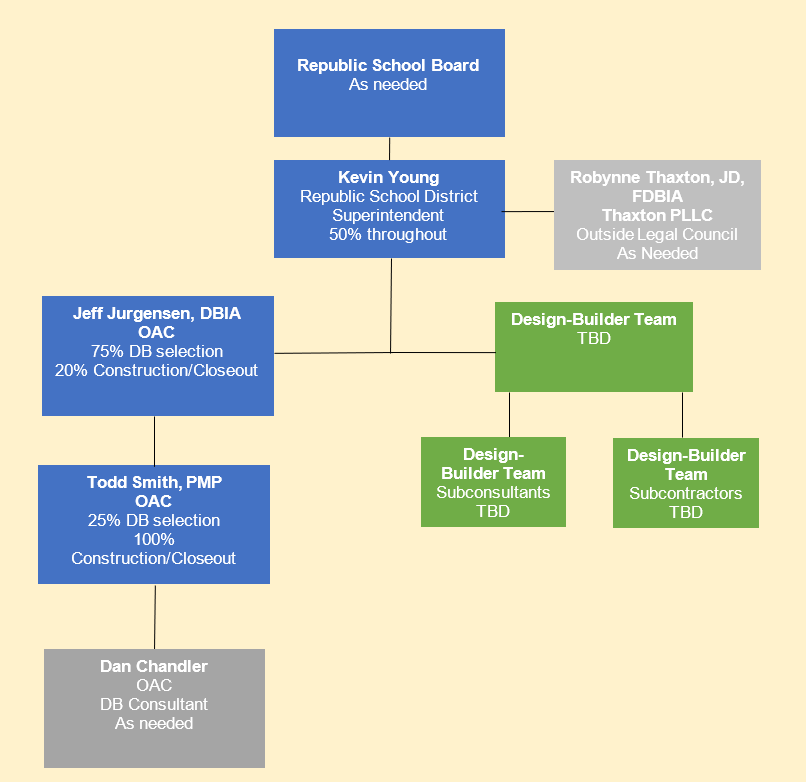 Republic School Board
As needed
Kevin Young
Republic School District
Superintendent
50% throughout
Robynne Thaxton, JD,
FDBIA
Thaxton PLLC
Outside Legal Council
As Needed
Jeff Jurgensen, DBIA
OAC
75% DB selection
20% Construction/Closeout
Design-Builder Team
TBD
Todd Smith, PMP
OAC
25% DB selection
100%
Construction/Closeout
Design-
Builder Team
Subconsultants
TBD
Design-Builder
Team
Subcontractors
TBD
Dan Chandler
OAC
DB Consultant
As needed